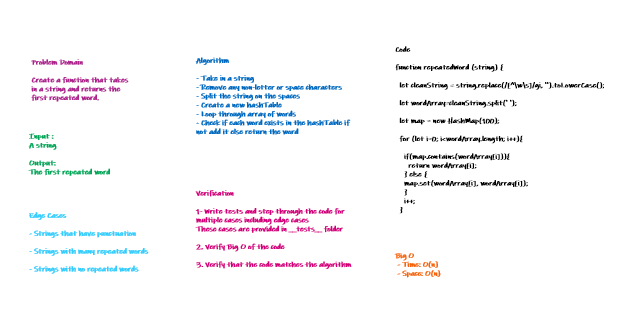 Problem Domain
Create a function that takes
in a string and returns the
first repeated word.
Input :
A string
Output:
The first repeated word
Edge Cases
- Strings that have punctuation
- Strings with many repeated words
- Strings with no repeated words
Algorithm
- Take in a string
- Remove any non-letter or space characters
- Split the string on the spaces
- Create a new hashTable
- Loop through array of words
- Check if each word exists in the hashTable if
not add it else return the word
Verification
1- Write tests and step through the code for
multiple cases including edge cases
These cases are provided in __tests__ folder
2. Verify Big O of the code
3. Verify that the code matches the algorithm
Code
function repeatedWord (string) {
let cleanString = string.replace(/[^\w\s]/gi, '').toLowerCase();
let wordArray=cleanString.split(' ');
let map = new HashMap(100);
for (let i=0; i<wordArray.length; i++){
if(map.contains(wordArray[i])){
return wordArray[i];
} else {
map.set(wordArray[i], wordArray[i]);
}
i++;
}
Big O
- Time: O(n)
- Space: O(n)